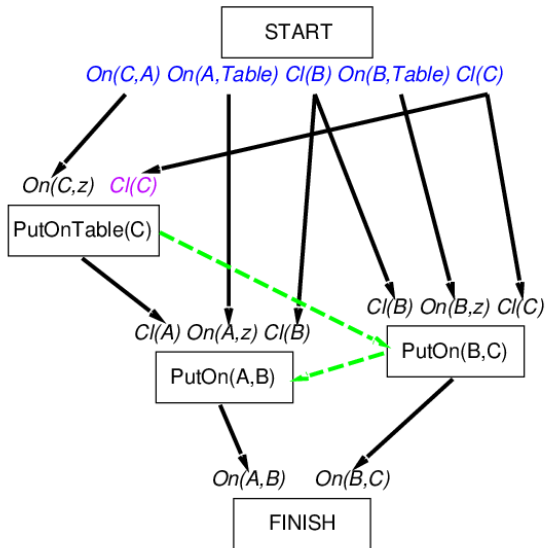 START
On(C,A) On(A,Table) Cl(B) On(B,Table) Cl(C)
On(C,z) Cl(C)
PutOnTable(C)
Cl(B) On(B,z) Cl(C)
Cl(A) On(A,z) Cl(B)
PutOn(B,C)
PutOn(A,B)
On(A,B) On(B,C)
FINISH